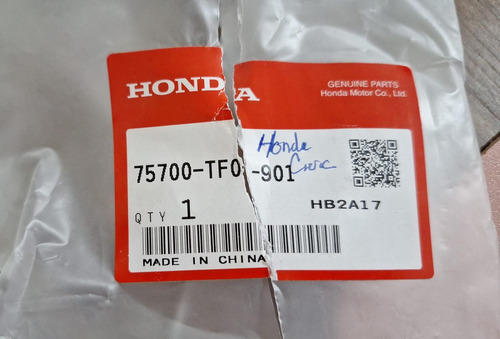 HONDA
GENUINE PARTS
Honda Motor Co., Ltd.
Honda
Civic
75700-TF0-901
QTY 1
HB2A17
MADE IN CHINA